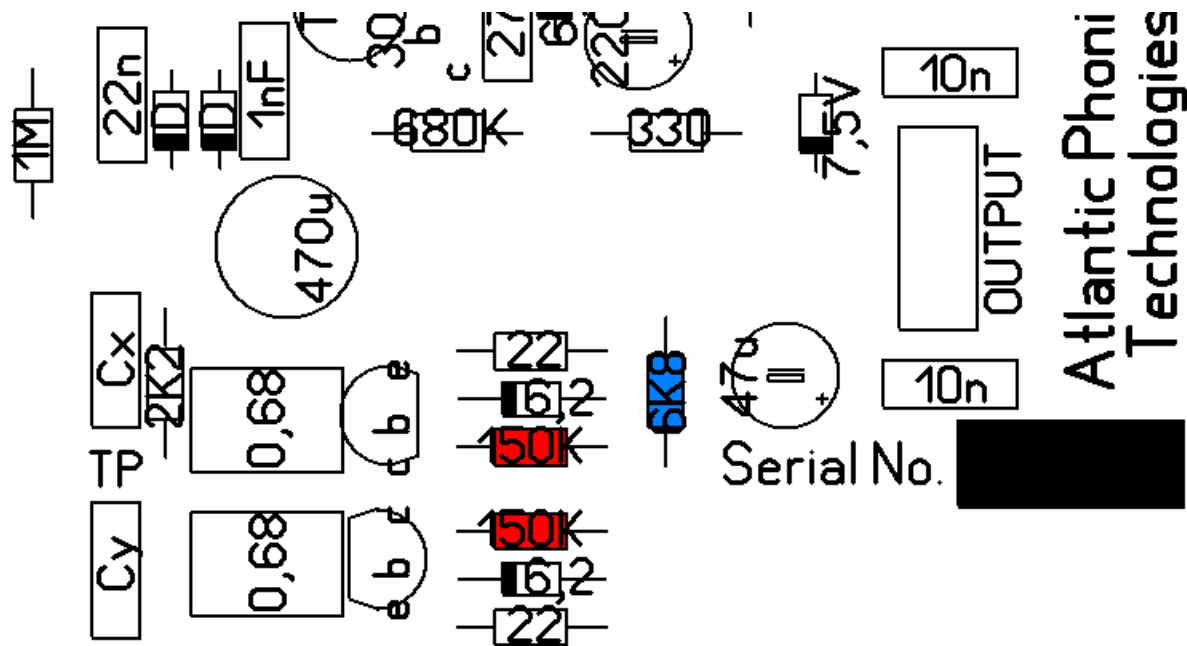 22n
D
D
1nF
1M
c
b
680K
330
7,5V
10n
470u
OUTPUT
Atlantic Phoni
Technologies
Cx
2K2
0,68
e
b
c
22
6,2
150K
6K8
47u
+
+
10n
TP
Serial No.
Cy
0,68
c
b
e
150K
6,2
22